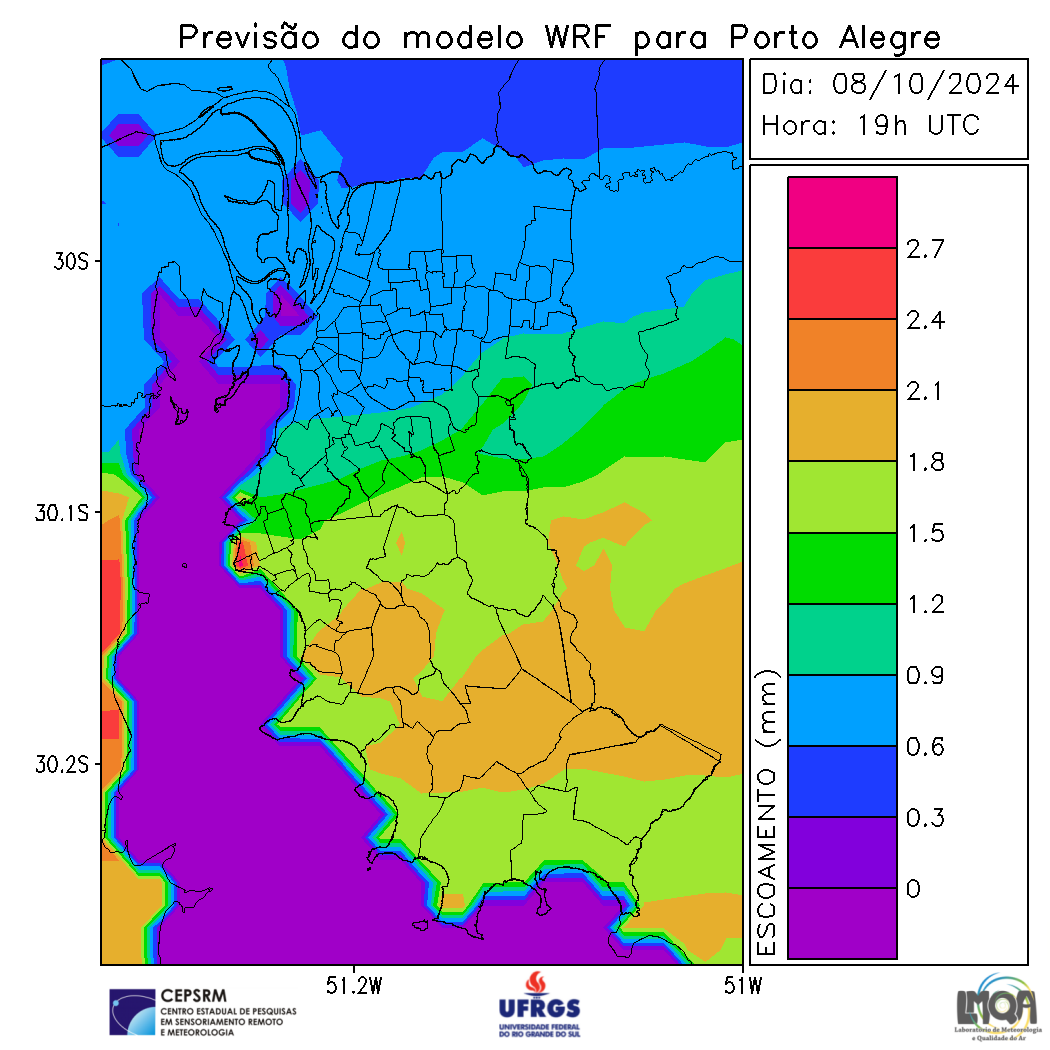 Previsão do modelo WRF para Porto Alegre
Dia: 08/10/2024
Hora: 19h UTC
30S
30.1S
30.2S
51.2W
51W
ESCOAMENTO (mm)
2.7
2.4
2.1
1.8
1.5
1.2
0.9
0.6
0.3
0
CEPSRM
CENTRO ESTADUAL DE PESQUISAS
EM SENSORIAMENTO REMOTO
E METEOROLOGIA
UFRGS
UNIVERSIDADE FEDERAL
DO RIO GRANDE DO SUL
LMQA
Laboratório de Meteorologia
e Qualidade do Ar